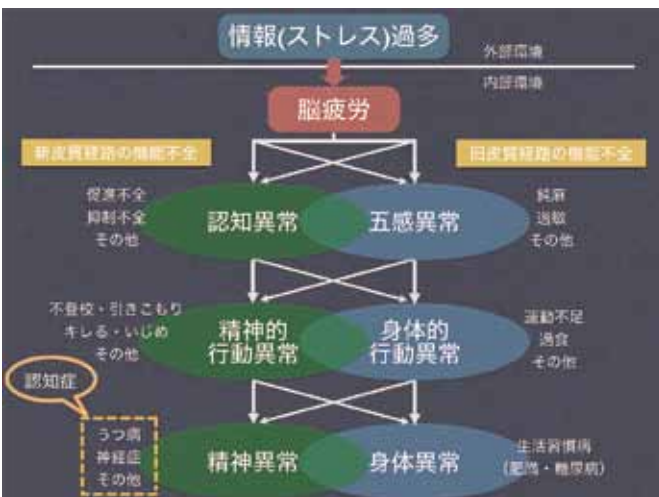 情報(ストレス)過多
外部環境
内部環境
脳疲労
新皮質経路の機能不全
旧皮質経路の機能不全
促進不全
抑制不全
その他
認知異常
五感異常
鈍麻
過敏
その他
不登校・引きこもり
キレる・いじめ
その他
精神的
行動異常
身体的
行動異常
運動不足
過食
その他
認知症
うつ病
神経症
その他
精神異常
身体異常
生活習慣病
(肥満・糖尿病)